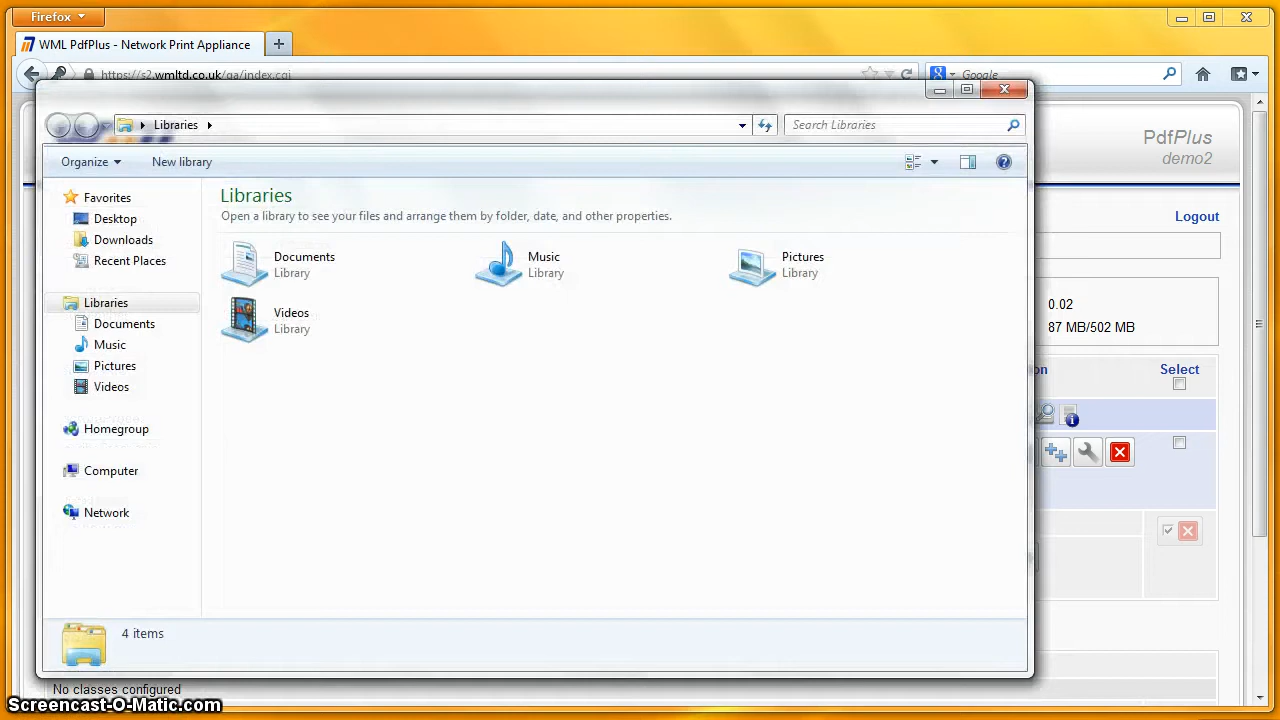 Firefox
WML PdfPlus - Network Print Appliance
https://s2.wmltd.co.uk/qa/index.cgi
Google
Libraries
Search Libraries
PdfPlus
demo2
Organize
New library
Logout
Favorites
Desktop
Downloads
Recent Places
Libraries
Documents
Music
Pictures
Videos
Homegroup
Computer
Network
Libraries
Open a library to see your files and arrange them by folder, date, and other properties.
Documents
Library
Music
Library
Pictures
Library
Videos
Library
0.02
87 MB/502 MB
on
Select
4 items
No classes configured
Screencast-O-Matic.com